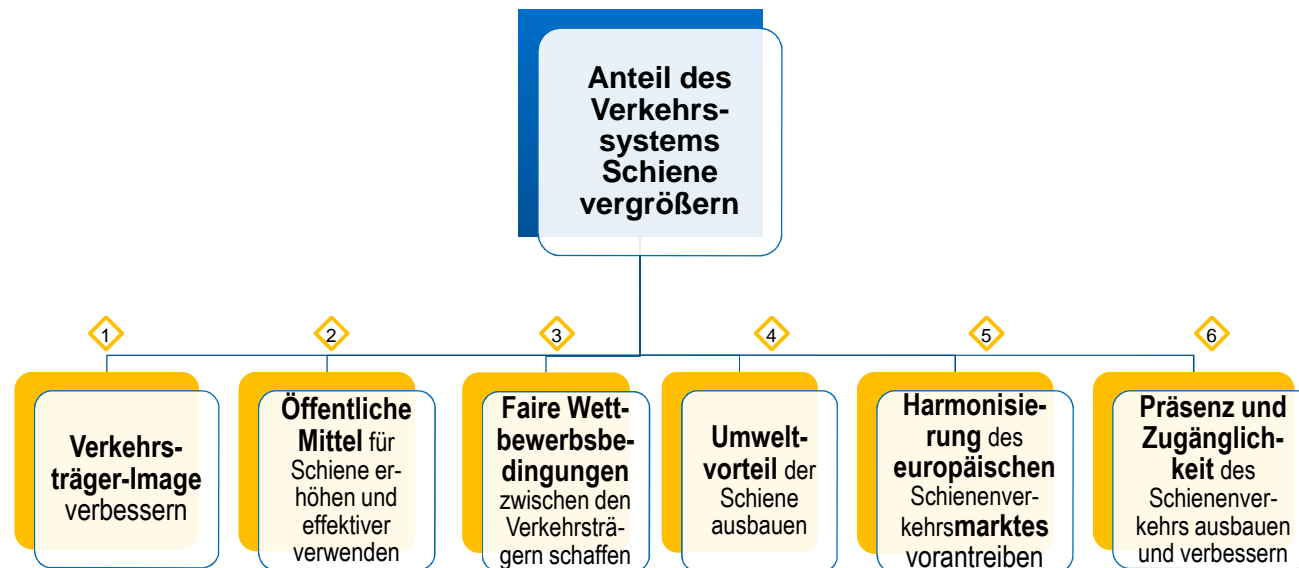 Anteil des
Verkehrs-
systems
Schiene
vergrößern
1
2
3
4
5
6
Verkehrs-
träger-Image
verbessern
Öffentliche
Mittel für
Schiene er-
höhen und
effektiver
verwenden
Faire Wett-
bewerbsbe-
dingungen
zwischen den
Verkehrsträ-
gern schaffen
Umwelt-
vorteil der
Schiene
ausbauen
Harmonisie-
rung des
europäischen
Schienenver-
kehrsmarktes
vorantreiben
Präsenz und
Zugänglich-
keit des
Schienenver-
kehrs ausbauen
und verbessern